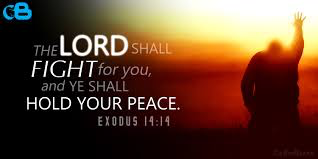 CB
THE LORD SHALL
FIGHT for you,
and YE SHALL
HOLD YOUR PEACE.
EXODUS 14:14